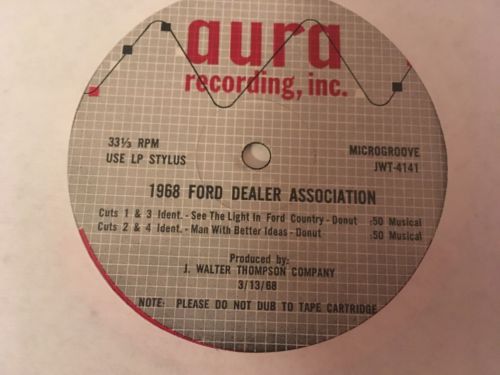 aura
recording, inc.
33⅓ RPM
USE LP STYLUS
MICROGROOVE
JWT-4141
1968 FORD DEALER ASSOCIATION
Cuts 1 & 3 Ident. - See The Light In Ford Country - Donut :50 Musical
Cuts 2 & 4 Ident. - Man With Better Ideas - Donut :50 Musical
Produced by:
J. WALTER THOMPSON COMPANY
3/13/68
NOTE: PLEASE DO NOT DUB TO TAPE CARTRIDGE